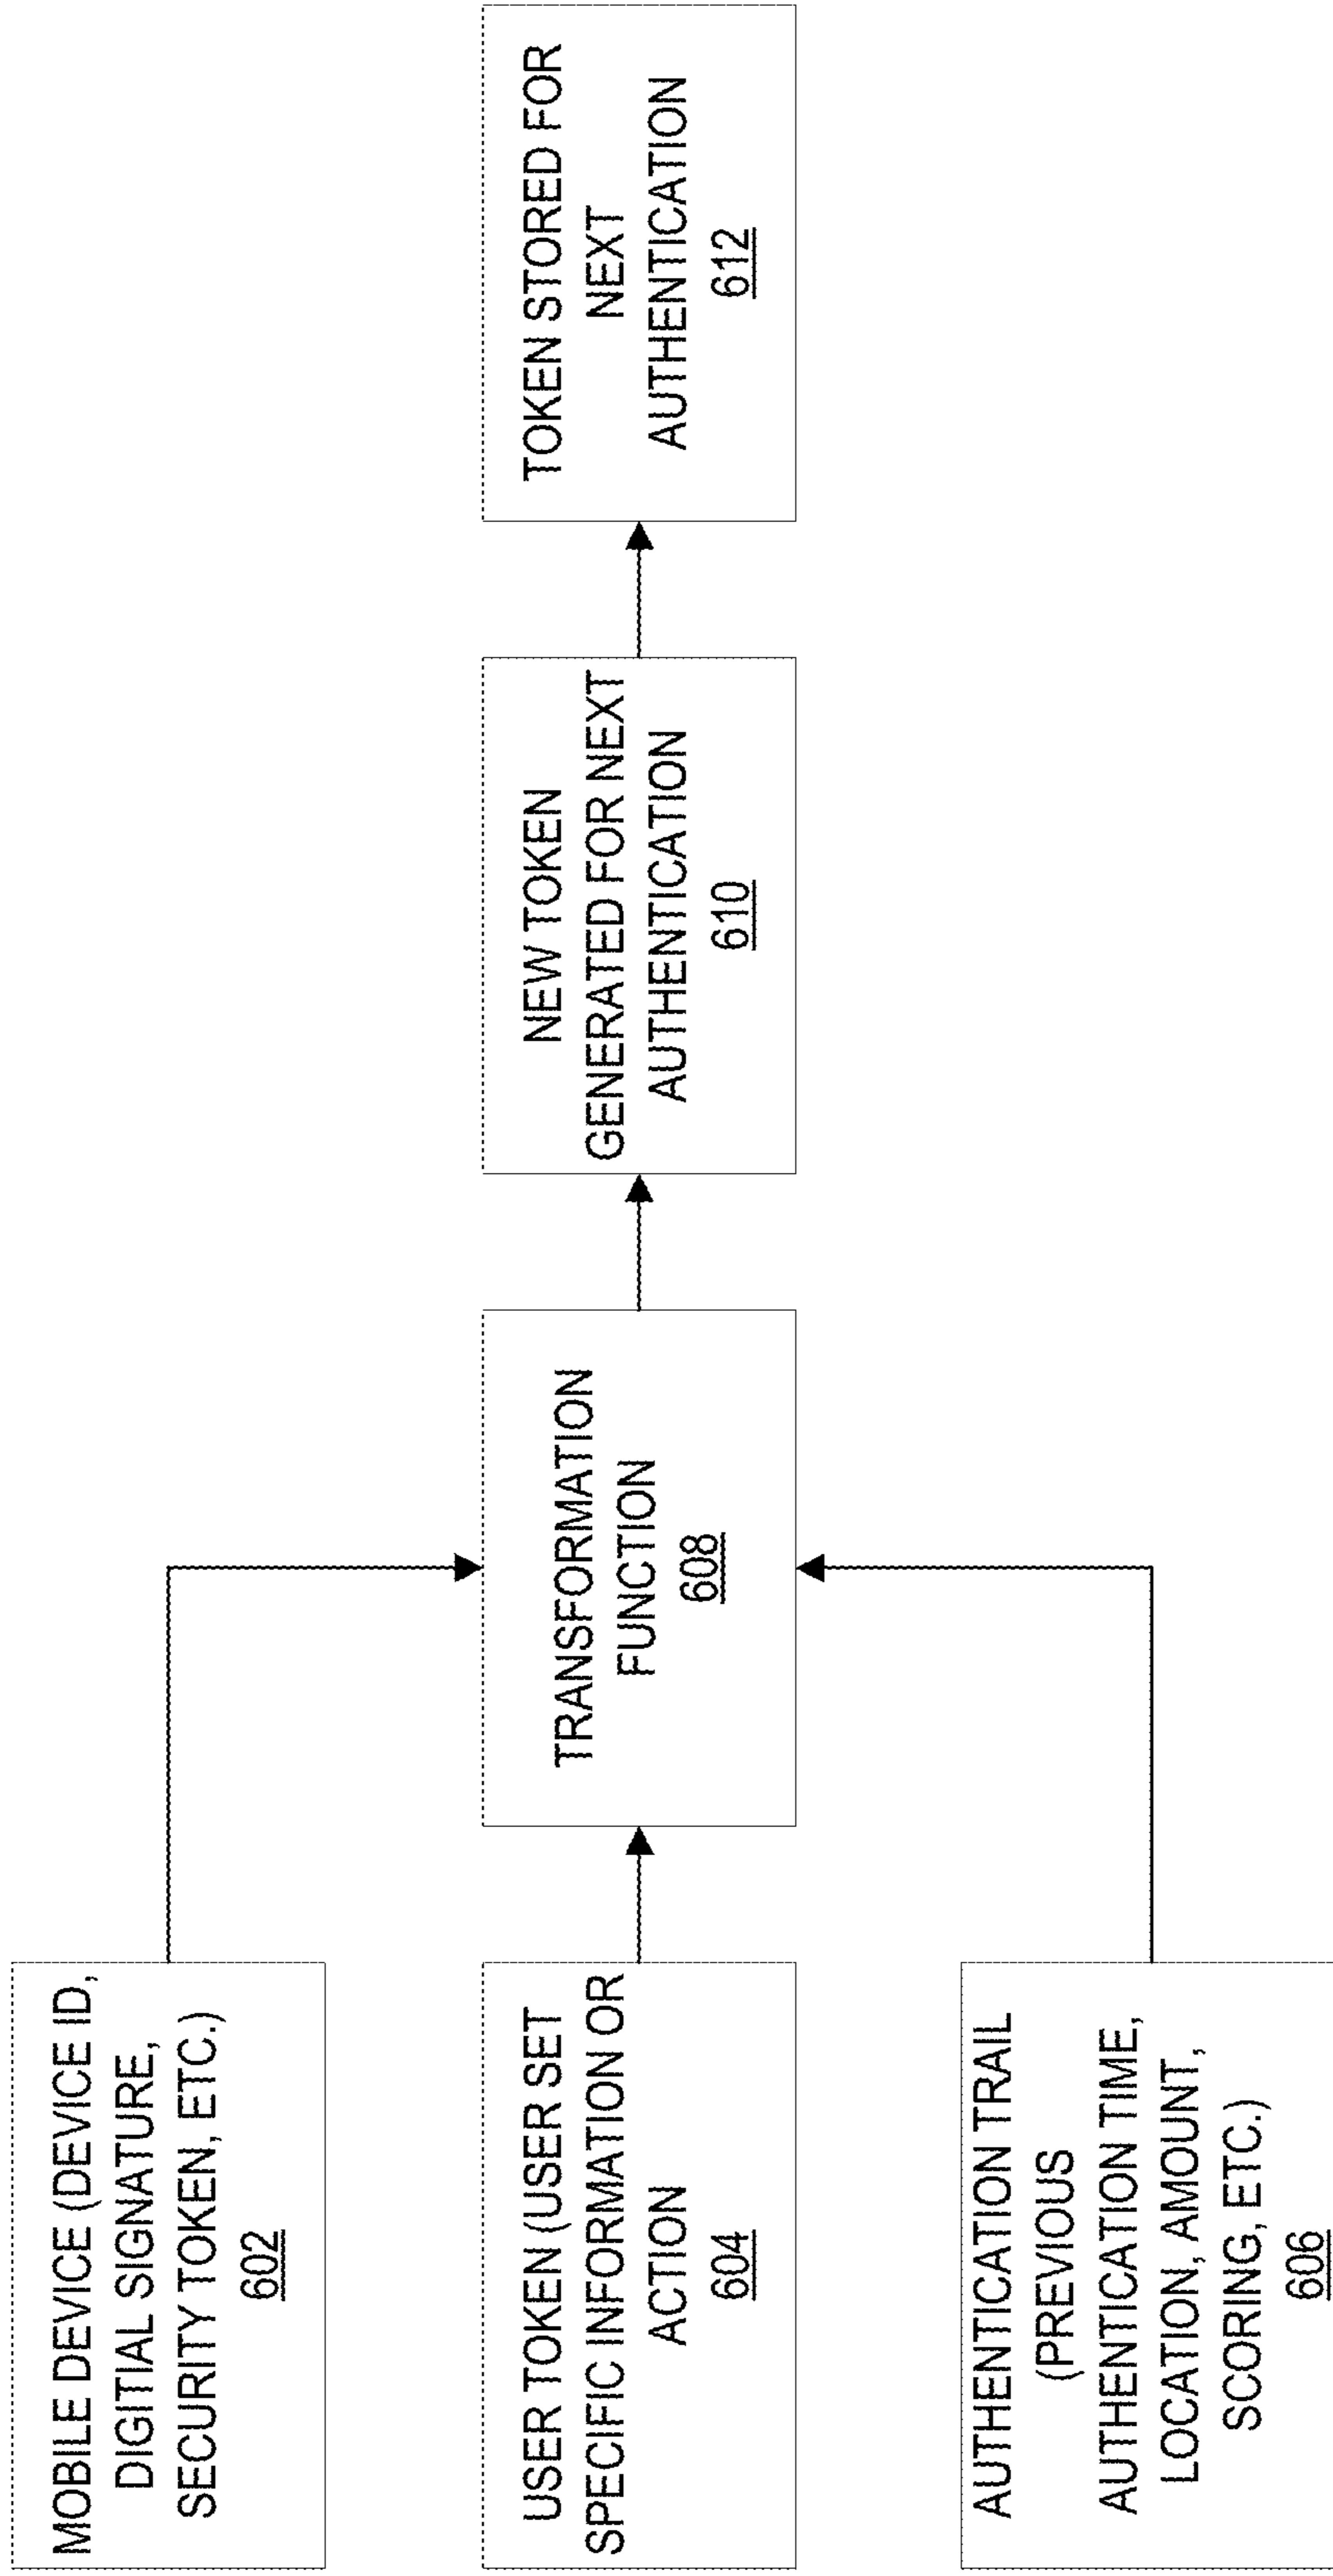 MOBILE DEVICE (DEVICE ID,
DIGITIAL SIGNATURE,
SECURITY TOKEN, ETC.)
602
USER TOKEN (USER SET
SPECIFIC INFORMATION OR
ACTION
604
AUTHENTICATION TRAIL
(PREVIOUS
AUTHENTICATION TIME,
LOCATION, AMOUNT,
SCORING, ETC.)
606
TRANSFORMATION
FUNCTION
608
NEW TOKEN
GENERATED FOR NEXT
AUTHENTICATION
610
TOKEN STORED FOR
NEXT
AUTHENTICATION
612